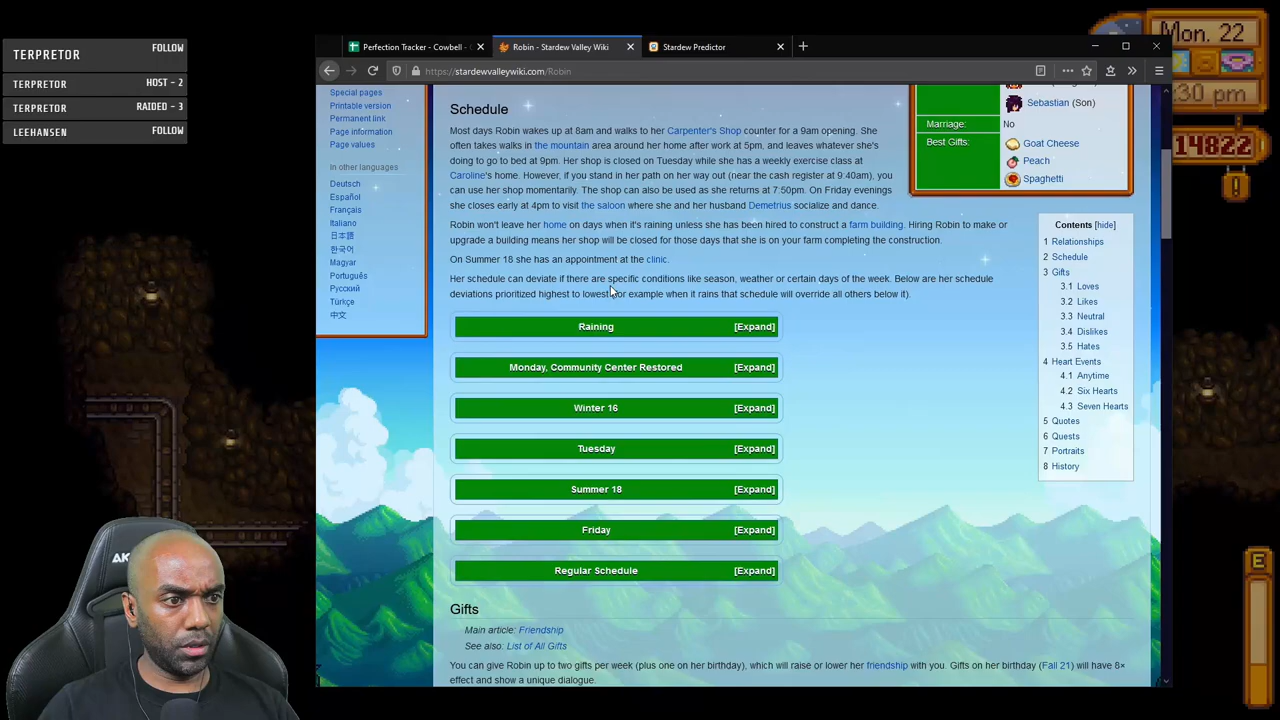 TERPRETOR FOLLOW
TERPRETOR HOST - 2
TERPRETOR RAIDED - 3
LEEHANSEN FOLLOW
Perfection Tracker - Cowbell -
Robin - Stardew Valley Wiki
Stardew Predictor
https://stardewvalleywiki.com/Robin
Mon. 22
:30 pm
14822
Special pages
Printable version
Permanent link
Page information
Page values
In other languages
Deutsch
Español
Français
Italiano
日本語
한국어
Magyar
Português
Русский
Türkçe
中文
Schedule
Most days Robin wakes up at 8am and walks to her Carpenter's Shop counter for a 9am opening. She
often takes walks in the mountain area around her home after work at 5pm, and leaves whatever she's
doing to go to bed at 9pm. Her shop is closed on Tuesday while she has a weekly exercise class at
Caroline's home. However, if you stand in her path on her way out (near the cash register at 9:40am), you
can use her shop momentarily. The shop can also be used as she returns at 7:50pm. On Friday evenings
she closes early at 4pm to visit the saloon where she and her husband Demetrius socialize and dance.
Robin won't leave her home on days when it's raining unless she has been hired to construct a farm building. Hiring Robin to make or
upgrade a building means her shop will be closed for those days that she is on your farm completing the construction.
On Summer 18 she has an appointment at the clinic.
Her schedule can deviate if there are specific conditions like season, weather or certain days of the week. Below are her schedule
deviations prioritized highest to lowest (for example when it rains that schedule will override all others below it).
Raining [Expand]
Monday, Community Center Restored [Expand]
Winter 16 [Expand]
Tuesday [Expand]
Summer 18 [Expand]
Friday [Expand]
Regular Schedule [Expand]
Gifts
Main article: Friendship
See also: List of All Gifts
You can give Robin up to two gifts per week (plus one on her birthday), which will raise or lower her friendship with you. Gifts on her birthday (Fall 21) will have 8×
effect and show a unique dialogue.
Sebastian (Son)
Marriage: No
Best Gifts: Goat Cheese
Peach
Spaghetti
Contents [hide]
1 Relationships
2 Schedule
3 Gifts
3.1 Loves
3.2 Likes
3.3 Neutral
3.4 Dislikes
3.5 Hates
4 Heart Events
4.1 Anytime
4.2 Six Hearts
4.3 Seven Hearts
5 Quotes
6 Quests
7 Portraits
8 History
AK
E